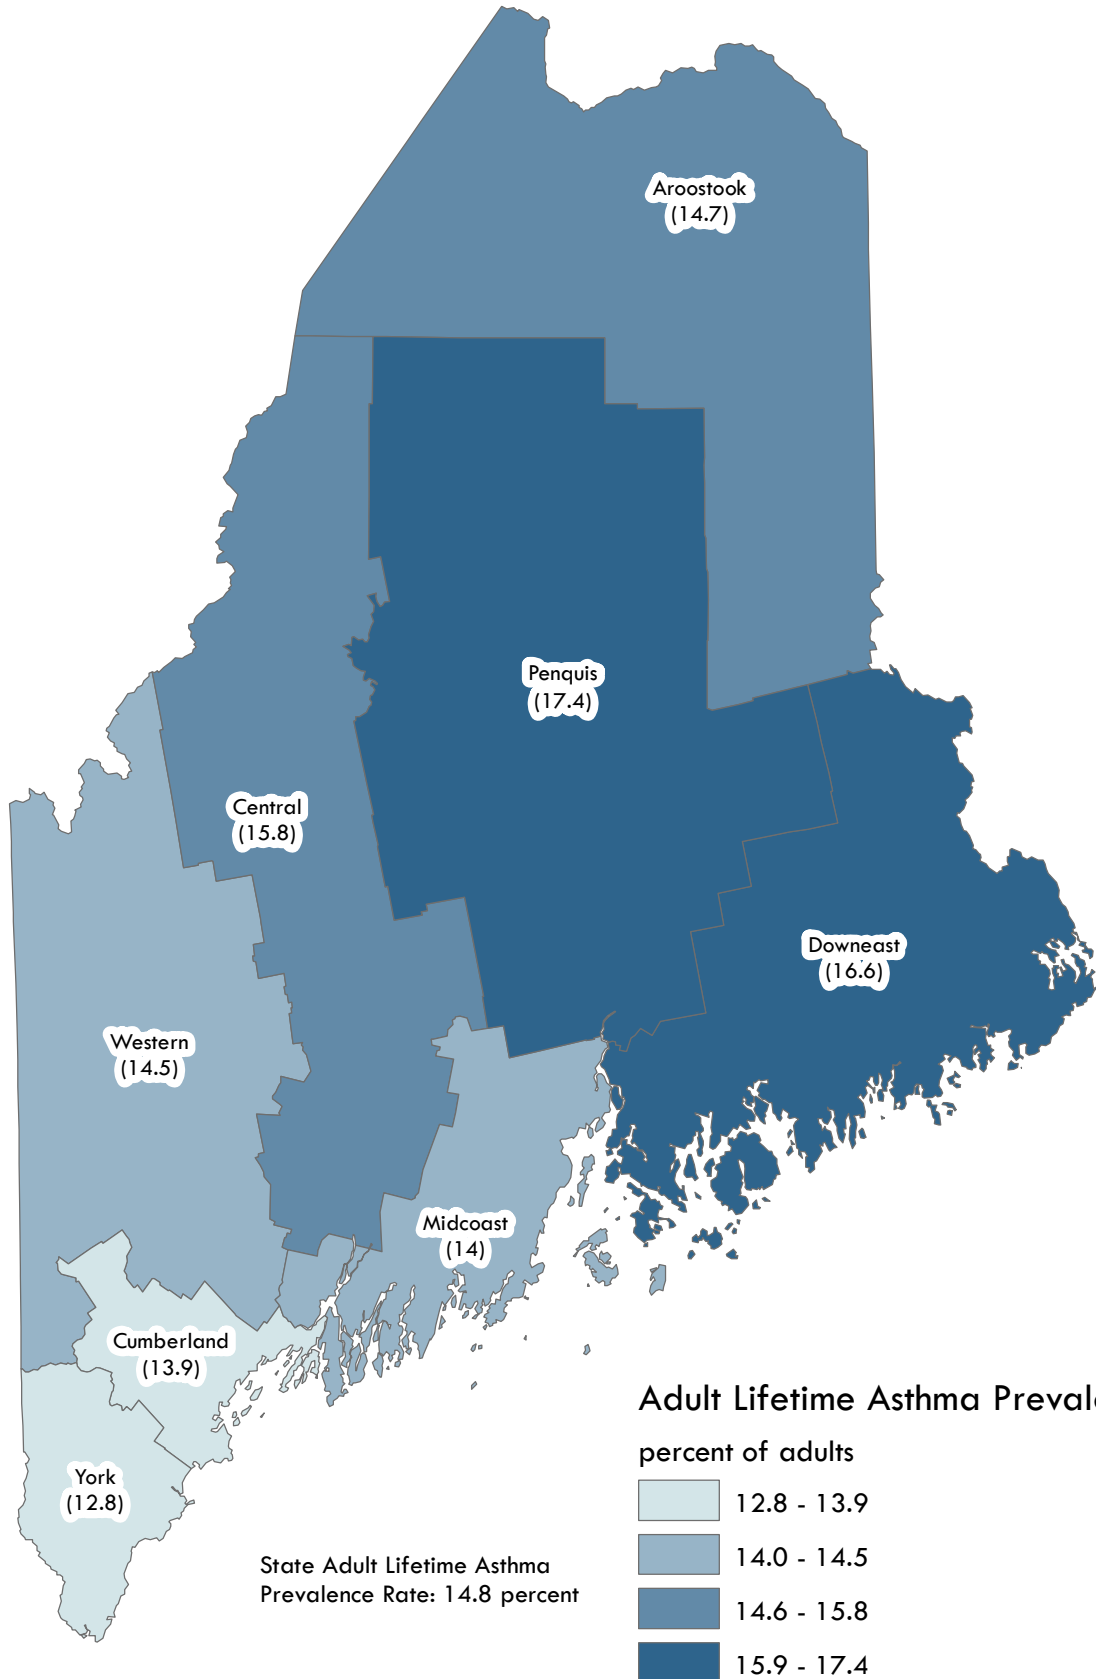 Aroostook
(14.7)
Penquis
(17.4)
Central
(15.8)
Downeast
(16.6)
Western
(14.5)
Midcoast
(14)
Cumberland
(13.9)
York
(12.8)
State Adult Lifetime Asthma
Prevalence Rate: 14.8 percent
Adult Lifetime Asthma
percent of adults
12.8 - 13.9
14.0 - 14.5
14.6 - 15.8
15.9 - 17.4